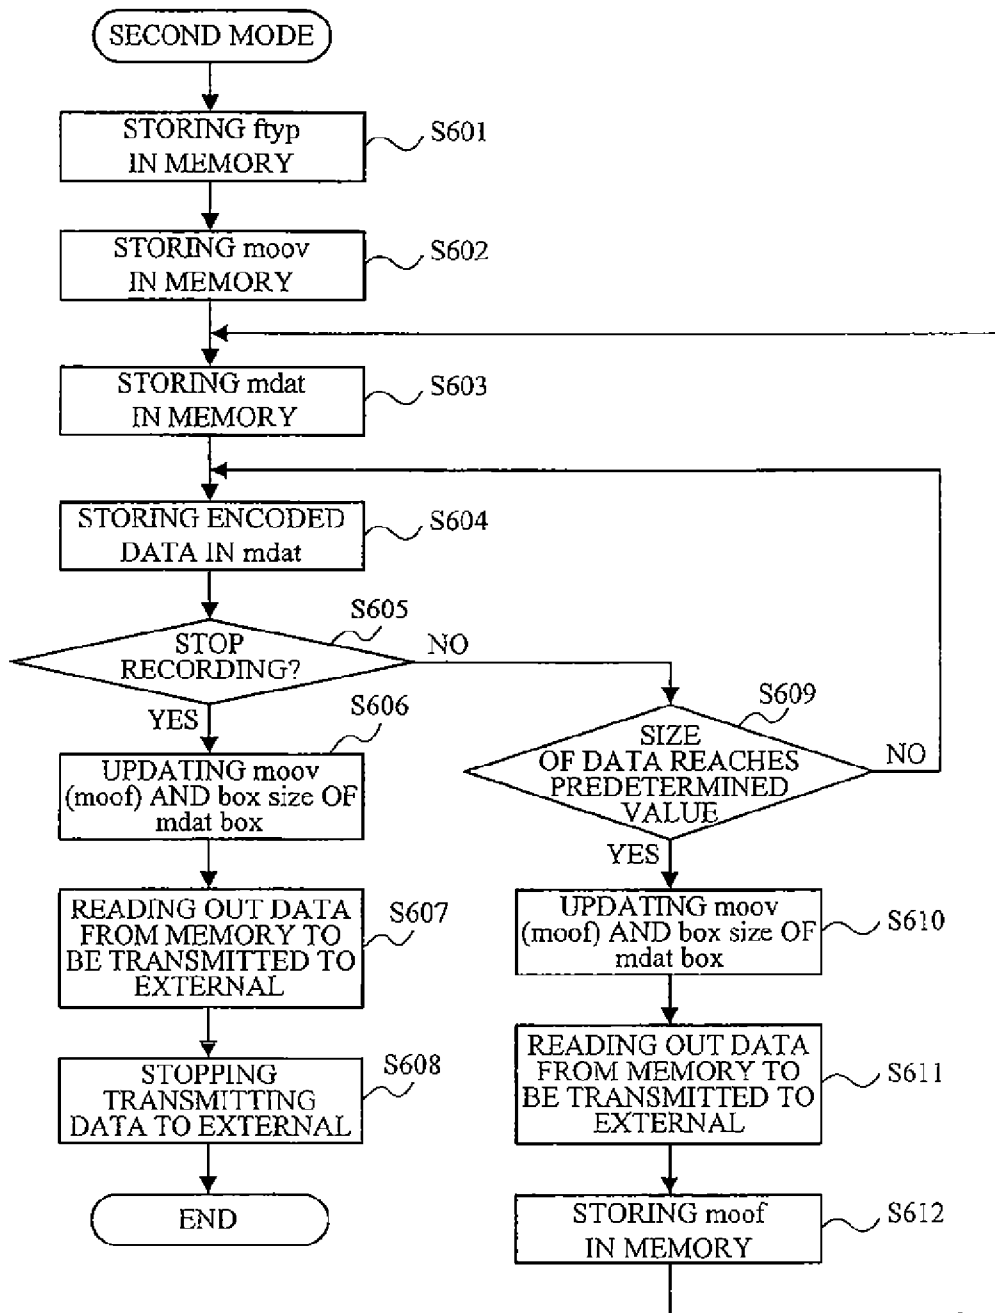 SECOND MODE
STORING ftyp
IN MEMORY
S601
STORING moov
IN MEMORY
S602
STORING mdat
IN MEMORY
S603
STORING ENCODED
DATA IN mdat
S604
STOP
RECORDING?
S605
NO
YES
S606
UPDATING moov
(moof) AND box size OF
mdat box
READING OUT DATA
FROM MEMORY TO
BE TRANSMITTED TO
EXTERNAL
S607
STOPPING
TRANSMITTING
DATA TO EXTERNAL
S608
END
S609
SIZE
OF DATA REACHES
PREDETERMINED
VALUE
NO
YES
UPDATING moov
(moof) AND box size OF
mdat box
S610
READING OUT DATA
FROM MEMORY TO
BE TRANSMITTED TO
EXTERNAL
S611
STORING moof
IN MEMORY
S612